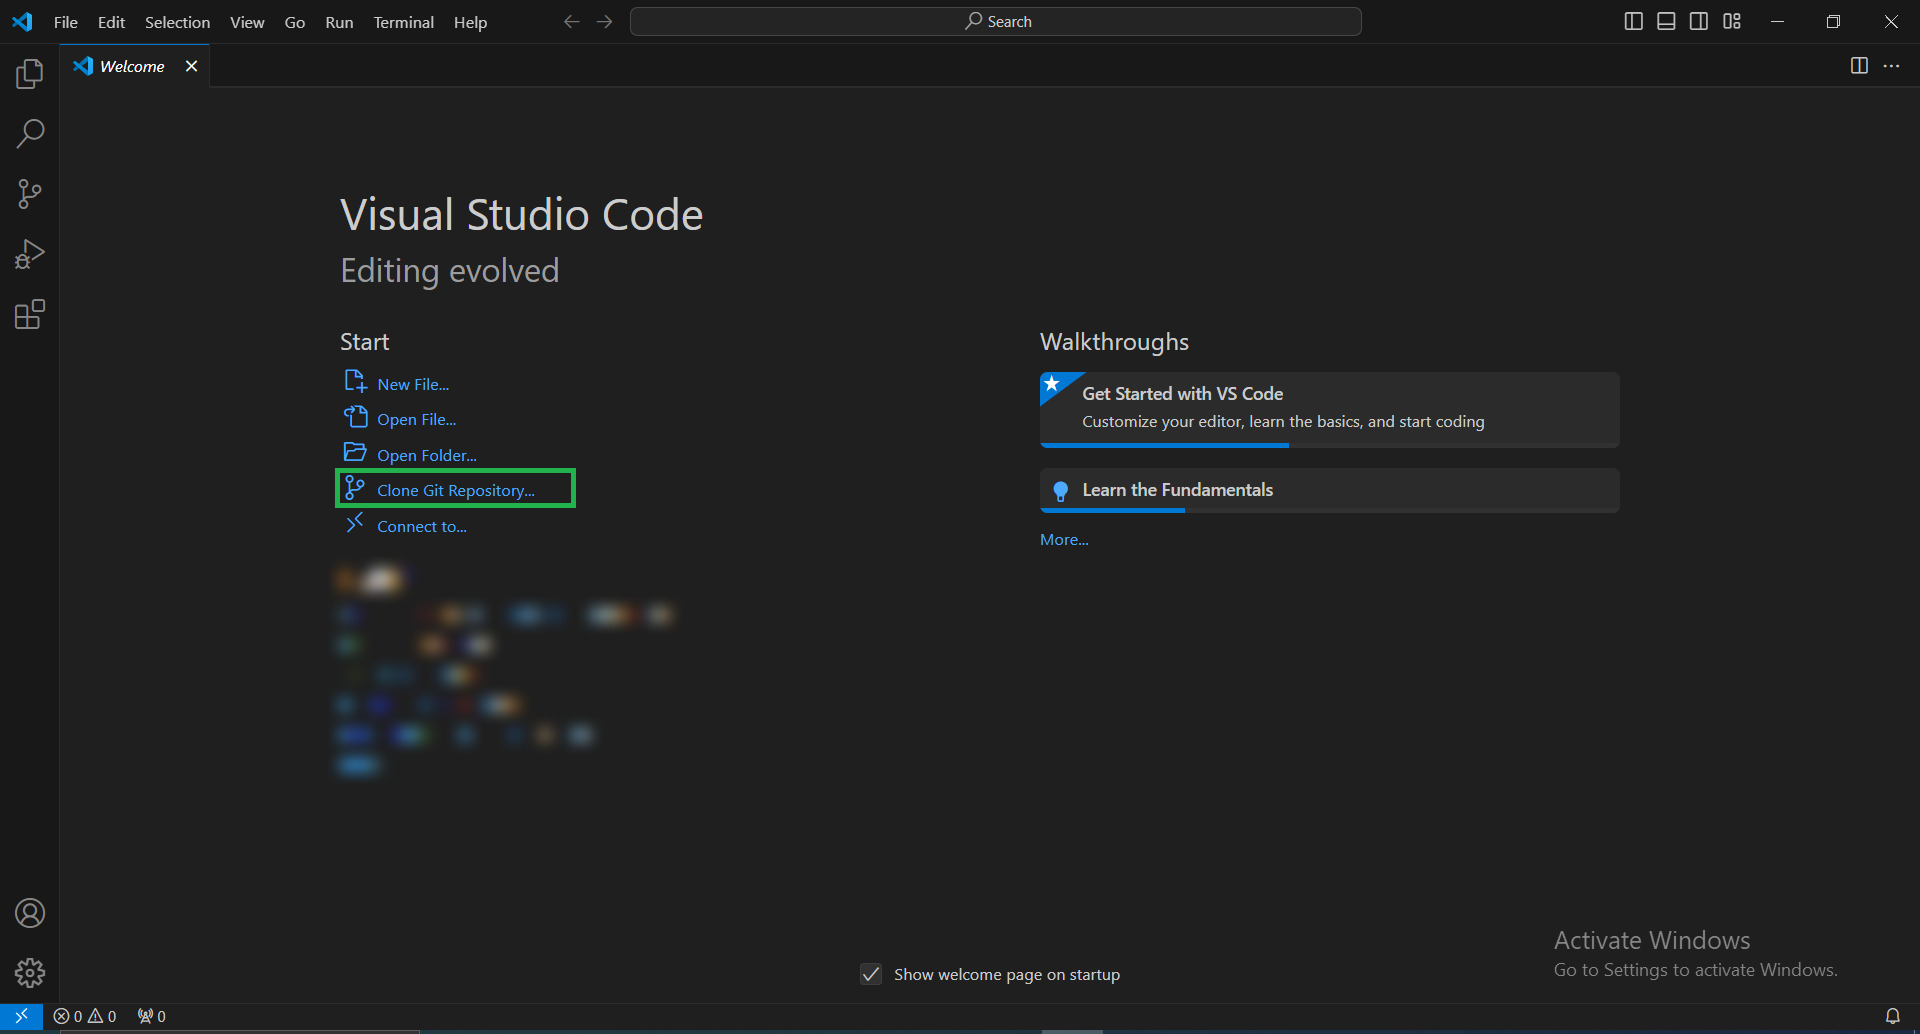 File Edit Selection View Go Run Terminal Help Search
Welcome
Visual Studio Code
Editing evolved
Start
New File...
Open File...
Open Folder...
Clone Git Repository...
Connect to...
Walkthroughs
Get Started with VS Code
Customize your editor, learn the basics, and start coding
Learn the Fundamentals
More...
Show welcome page on startup
Activate Windows
Go to Settings to activate Windows.
0 0 0